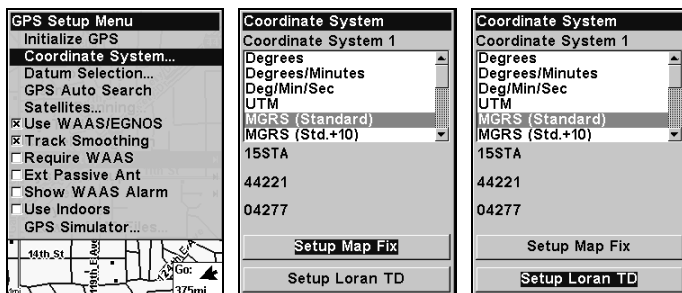 GPS Setup Menu
Initialize GPS
Coordinate System...
Datum Selection...
GPS Auto Search
Satellites...
Use WAAS/EGNOS
Track Smoothing
Require WAAS
Ext Passive Ant
Show WAAS Alarm
Use Indoors
GPS Simulator...
14th St
119th E Ave
Go:
375mi
Coordinate System
Coordinate System 1
Degrees
Degrees/Minutes
Deg/Min/Sec
UTM
MGRS (Standard)
MGRS (Std.+10)
15STA
44221
04277
Setup Map Fix
Setup Loran TD
Coordinate System
Coordinate System 1
Degrees
Degrees/Minutes
Deg/Min/Sec
UTM
MGRS (Standard)
MGRS (Std.+10)
15STA
44221
04277
Setup Map Fix
Setup Loran TD